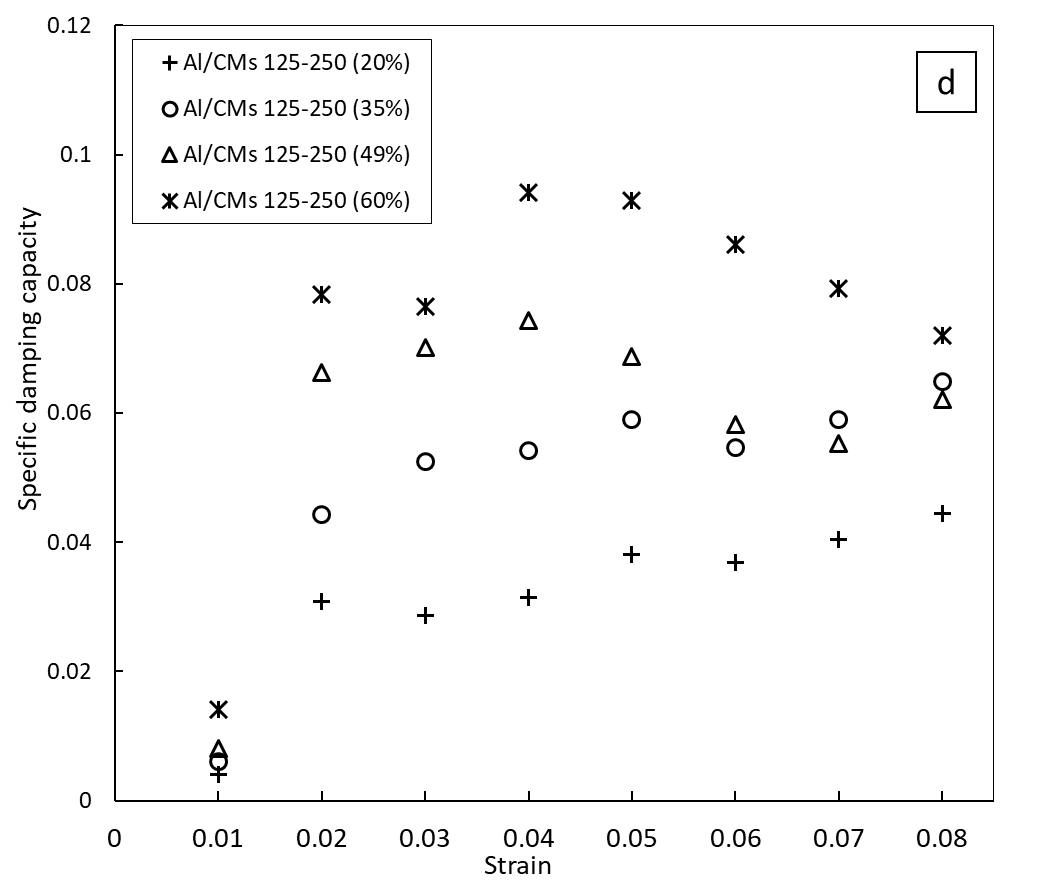 0.12
0.1
0.08
0.06
0.04
0.02
0
Specific damping capacity
Al/CMs 125-250 (20%)
Al/CMs 125-250 (35%)
Al/CMs 125-250 (49%)
Al/CMs 125-250 (60%)
d
0 0.01 0.02 0.03 0.04 0.05 0.06 0.07 0.08
Strain